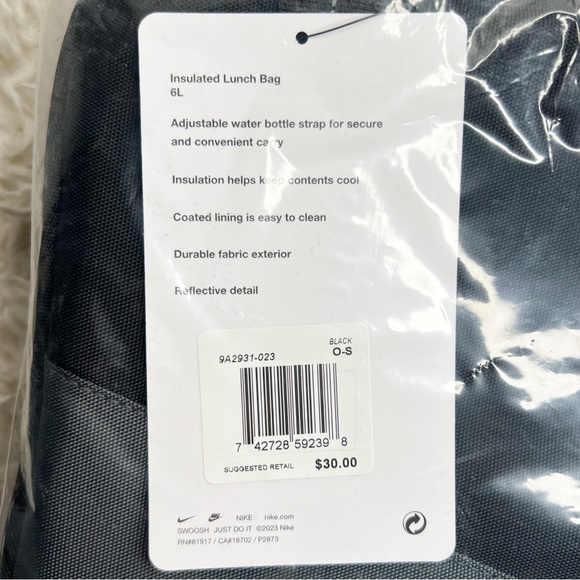 Insulated Lunch Bag
6L
Adjustable water bottle strap for secure
and convenient carry
Insulation helps keep contents cool
Coated lining is easy to clean
Durable fabric exterior
Reflective detail
BLACK
9A2931-023 O-S
7 42728 59239 8
SUGGESTED RETAIL $30.00
NIKE nike.com
SWOOSH JUST DO IT ©2023 Nike
RN#81917 / CA#18702 / P2873